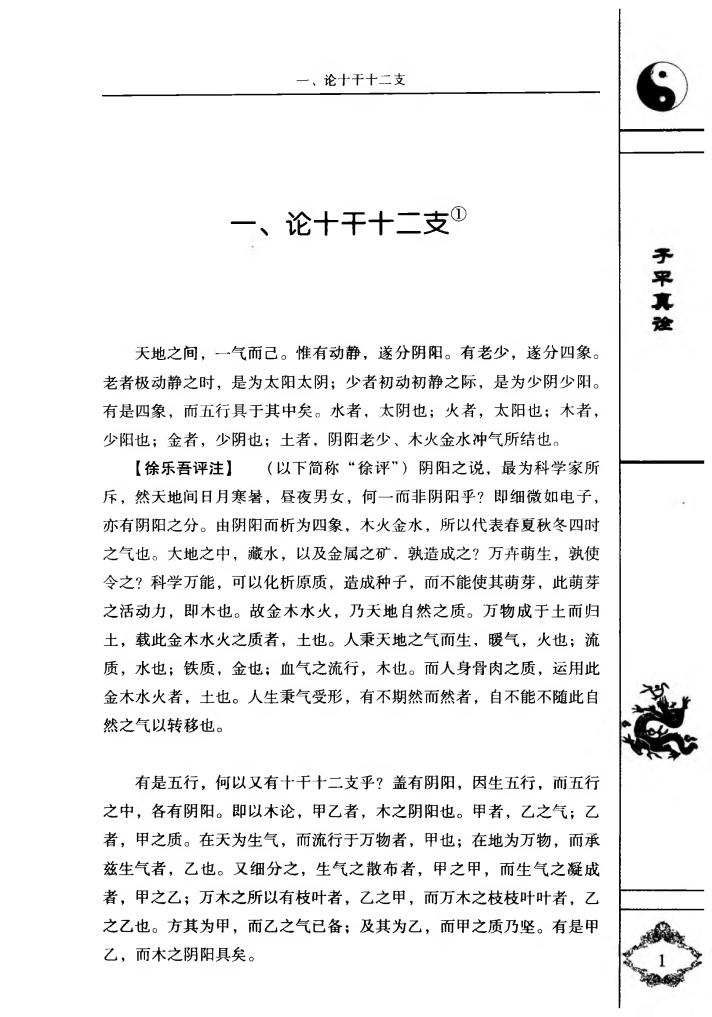 一、论十干十二支
一、论十干十二支①
天地之间，一气而己。惟有动静，遂分阴阳。有老少，遂分四象。
老者极动静之时，是为太阳太阴；少者初动初静之际，是为少阴少阳。
有是四象，而五行具于其中矣。水者，太阴也；火者，太阳也；木者，
少阳也；金者，少阴也；土者，阴阳老少、木火金水冲气所结也。
【徐乐吾评注】 （以下简称“徐评”）阴阳之说，最为科学家所
斥，然天地间日月寒暑，昼夜男女，何一而非阴阳乎？即细微如电子，
亦有阴阳之分。由阴阳而析为四象，木火金水，所以代表春夏秋冬四时
之气也。大地之中，藏水，以及金属之矿．孰造成之？万卉萌生，孰使
令之？科学万能，可以化析原质，造成种子，而不能使其萌芽，此萌芽
之活动力，即木也。故金木水火，乃天地自然之质。万物成于土而归
土，载此金木水火之质者，土也。人秉天地之气而生，暖气，火也；流
质，水也；铁质，金也；血气之流行，木也。而人身骨肉之质，运用此
金木水火者，土也。人生秉气受形，有不期然而然者，自不能不随此自
然之气以转移也。
有是五行，何以又有十干十二支乎？盖有阴阳，因生五行，而五行
之中，各有阴阳。即以木论，甲乙者，木之阴阳也。甲者，乙之气；乙
者，甲之质。在天为生气，而流行于万物者，甲也；在地为万物，而承
兹生气者，乙也。又细分之，生气之散布者，甲之甲，而生气之凝成
者，甲之乙；万木之所以有枝叶者，乙之甲，而万木之枝枝叶叶者，乙
之乙也。方其为甲，而乙之气已备；及其为乙，而甲之质乃坚。有是甲
乙，而木之阴阳具矣。
子平真诠
1